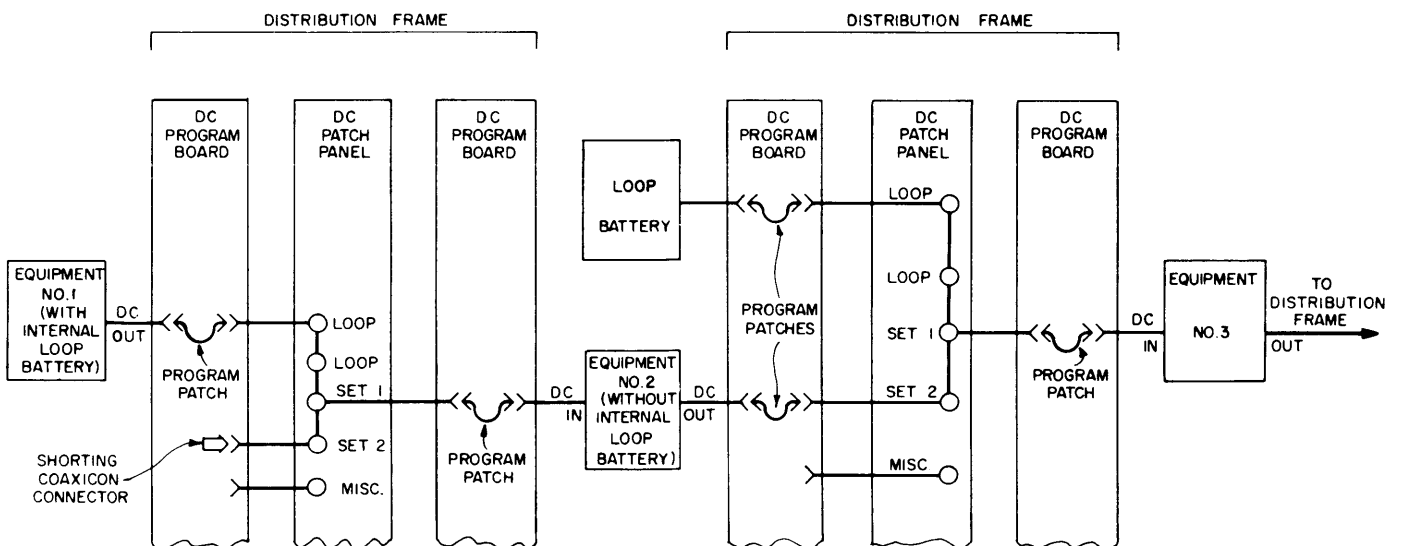 DISTRIBUTION FRAME
DISTRIBUTION FRAME
DC
PROGRAM
BOARD
DC
PATCH
PANEL
DC
PROGRAM
BOARD
DC
PROGRAM
BOARD
DC
PATCH
PANEL
DC
PROGRAM
BOARD
LOOP
BATTERY
LOOP
LOOP
SET 1
SET 2
MISC
EQUIPMENT
NO.1
(WITH
INTERNAL
LOOP
BATTERY)
DC
OUT
PROGRAM
PATCH
LOOP
LOOP
SET 1
SET 2
MISC.
SHORTING
COAXICON
CONNECTOR
PROGRAM
PATCH
DC
IN
EQUIPMENT
NO.2
(WITHOUT
INTERNAL
LOOP
BATTERY)
DC
OUT
PROGRAM
PATCHES
PROGRAM
PATCH
DC
IN
EQUIPMENT
NO.3
TO
DISTRIBUTION
FRAME
OUT